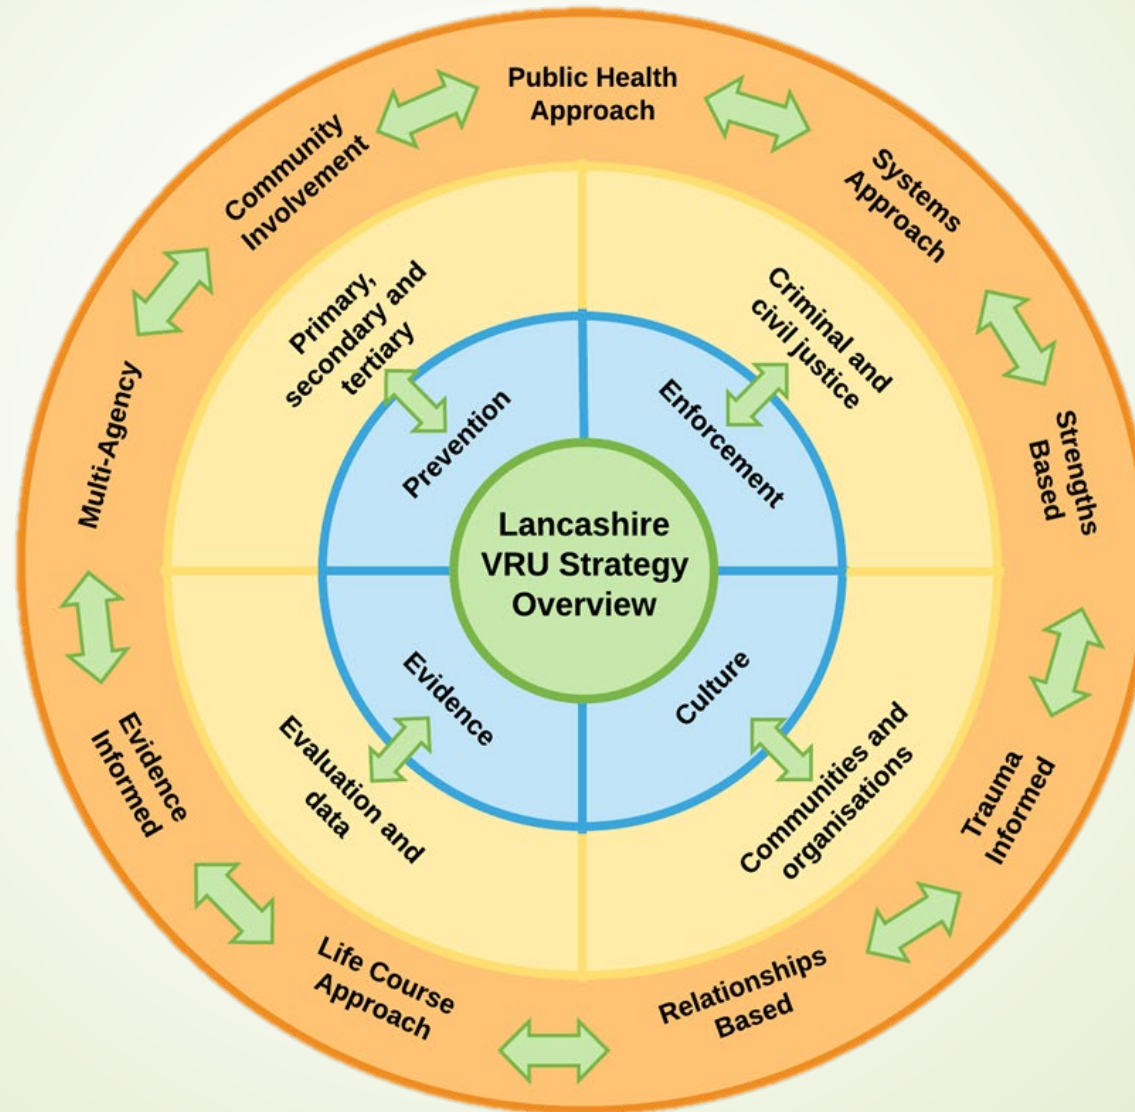 Public Health
Approach
Systems
Approach
Strengths
Based
Trauma
Informed
Relationships
Based
Life Course
Approach
Evidence
Informed
Multi-Agency
Community
Involvement
Primary,
secondary and
tertiary
Criminal and
civil justice
Communities and
organisations
Evaluation and
data
Prevention
Enforcement
Culture
Evidence
Lancashire
VRU Strategy
Overview